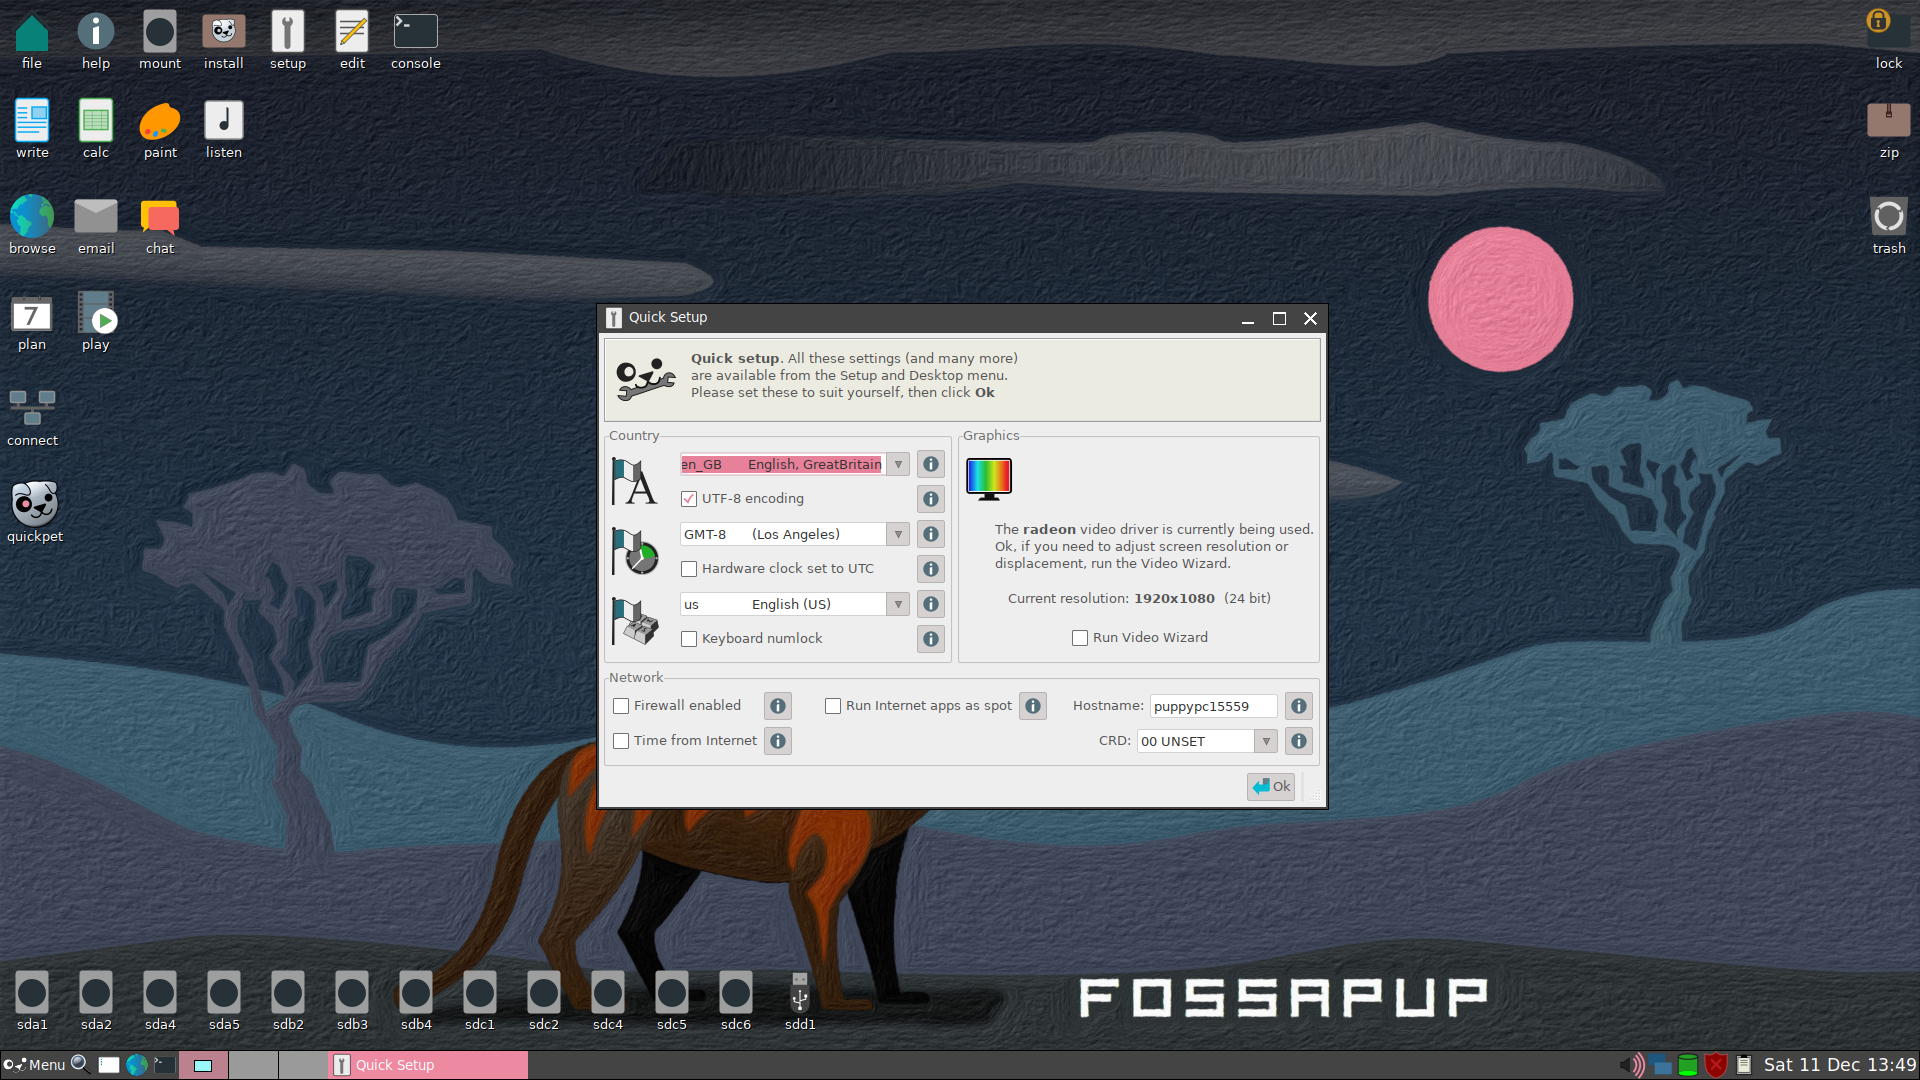 file help mount install setup edit console lock
write calc paint listen zip
browse email chat trash
plan play
7
connect
quickpet
Quick Setup
Quick setup. All these settings (and many more)
are available from the Setup and Desktop menu.
Please set these to suit yourself, then click Ok
Country
en_GB English, GreatBritain
UTF-8 encoding
GMT-8 (Los Angeles)
Hardware clock set to UTC
us English (US)
Keyboard numlock
Graphics
The radeon video driver is currently being used.
Ok, if you need to adjust screen resolution or
displacement, run the Video Wizard.
Current resolution: 1920x1080 (24 bit)
Run Video Wizard
Network
Firewall enabled Run Internet apps as spot Hostname: puppypc15559
Time from Internet CRD: 00 UNSET
Ok
FOSSAPUP
sda1 sda2 sda4 sda5 sdb2 sdb3 sdb4 sdc1 sdc2 sdc4 sdc5 sdc6 sdd1
Menu Quick Setup Sat 11 Dec 13:49